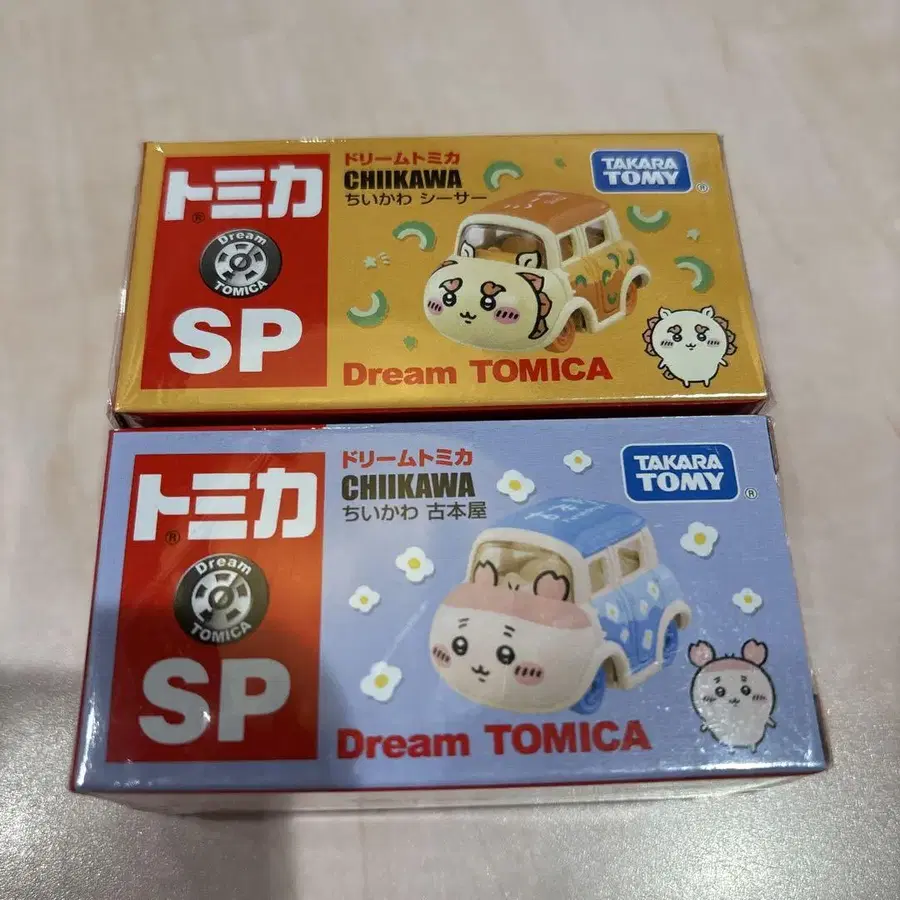 トミカ
®
Dream
TOMICA
SP
ドリームトミカ
CHIIKAWA
ちいかわ シーサー
TAKARA
TOMY
®
Dream TOMICA
トミカ
®
Dream
TOMICA
SP
ドリームトミカ
CHIIKAWA
ちいかわ 古本屋
TAKARA
TOMY
®
Dream TOMICA